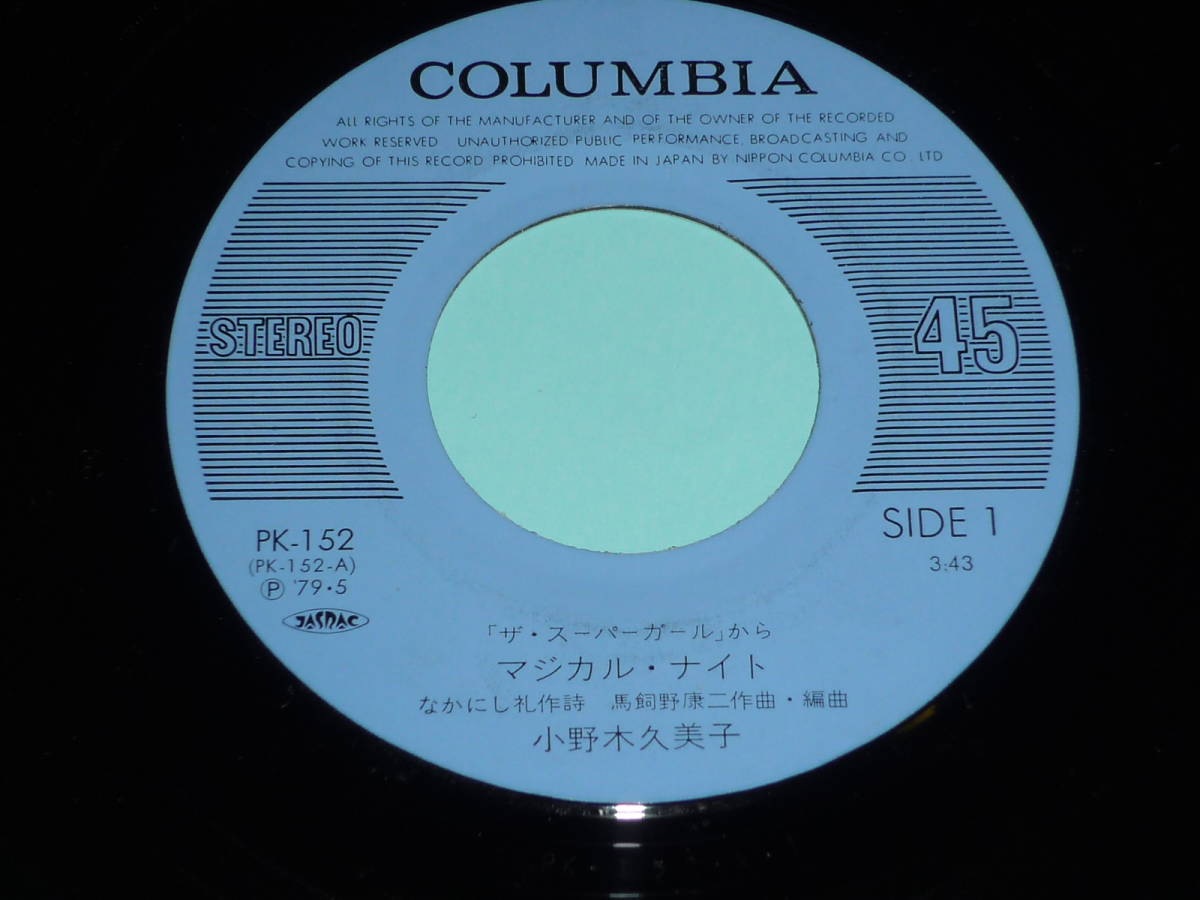 COLUMBIA
ALL RIGHTS OF THE MANUFACTURER AND OF THE OWNER OF THE RECORDED
WORK RESERVED UNAUTHORIZED PUBLIC PERFORMANCE, BROADCASTING AND
COPYING OF THIS RECORD PROHIBITED MADE IN JAPAN BY NIPPON COLUMBIA CO., LTD
STEREO
45
PK-152
(PK-152-A)
Ⓟ '79・5
JASRAC
SIDE 1
3:43
「ザ・スーパーガール」から
マジカル・ナイト
なかにし礼作詩 馬飼野康二作曲・編曲
小野木久美子